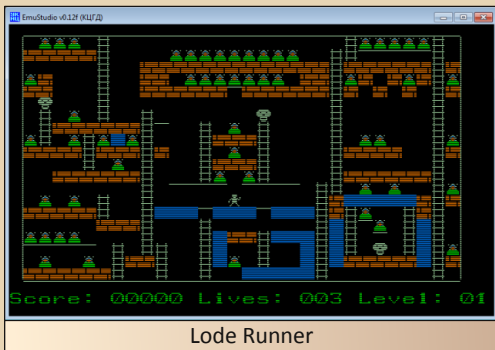 EmuStudio v0.12f (КЦГД)
Score: 00000 Lives: 003 Level: 01
Lode Runner